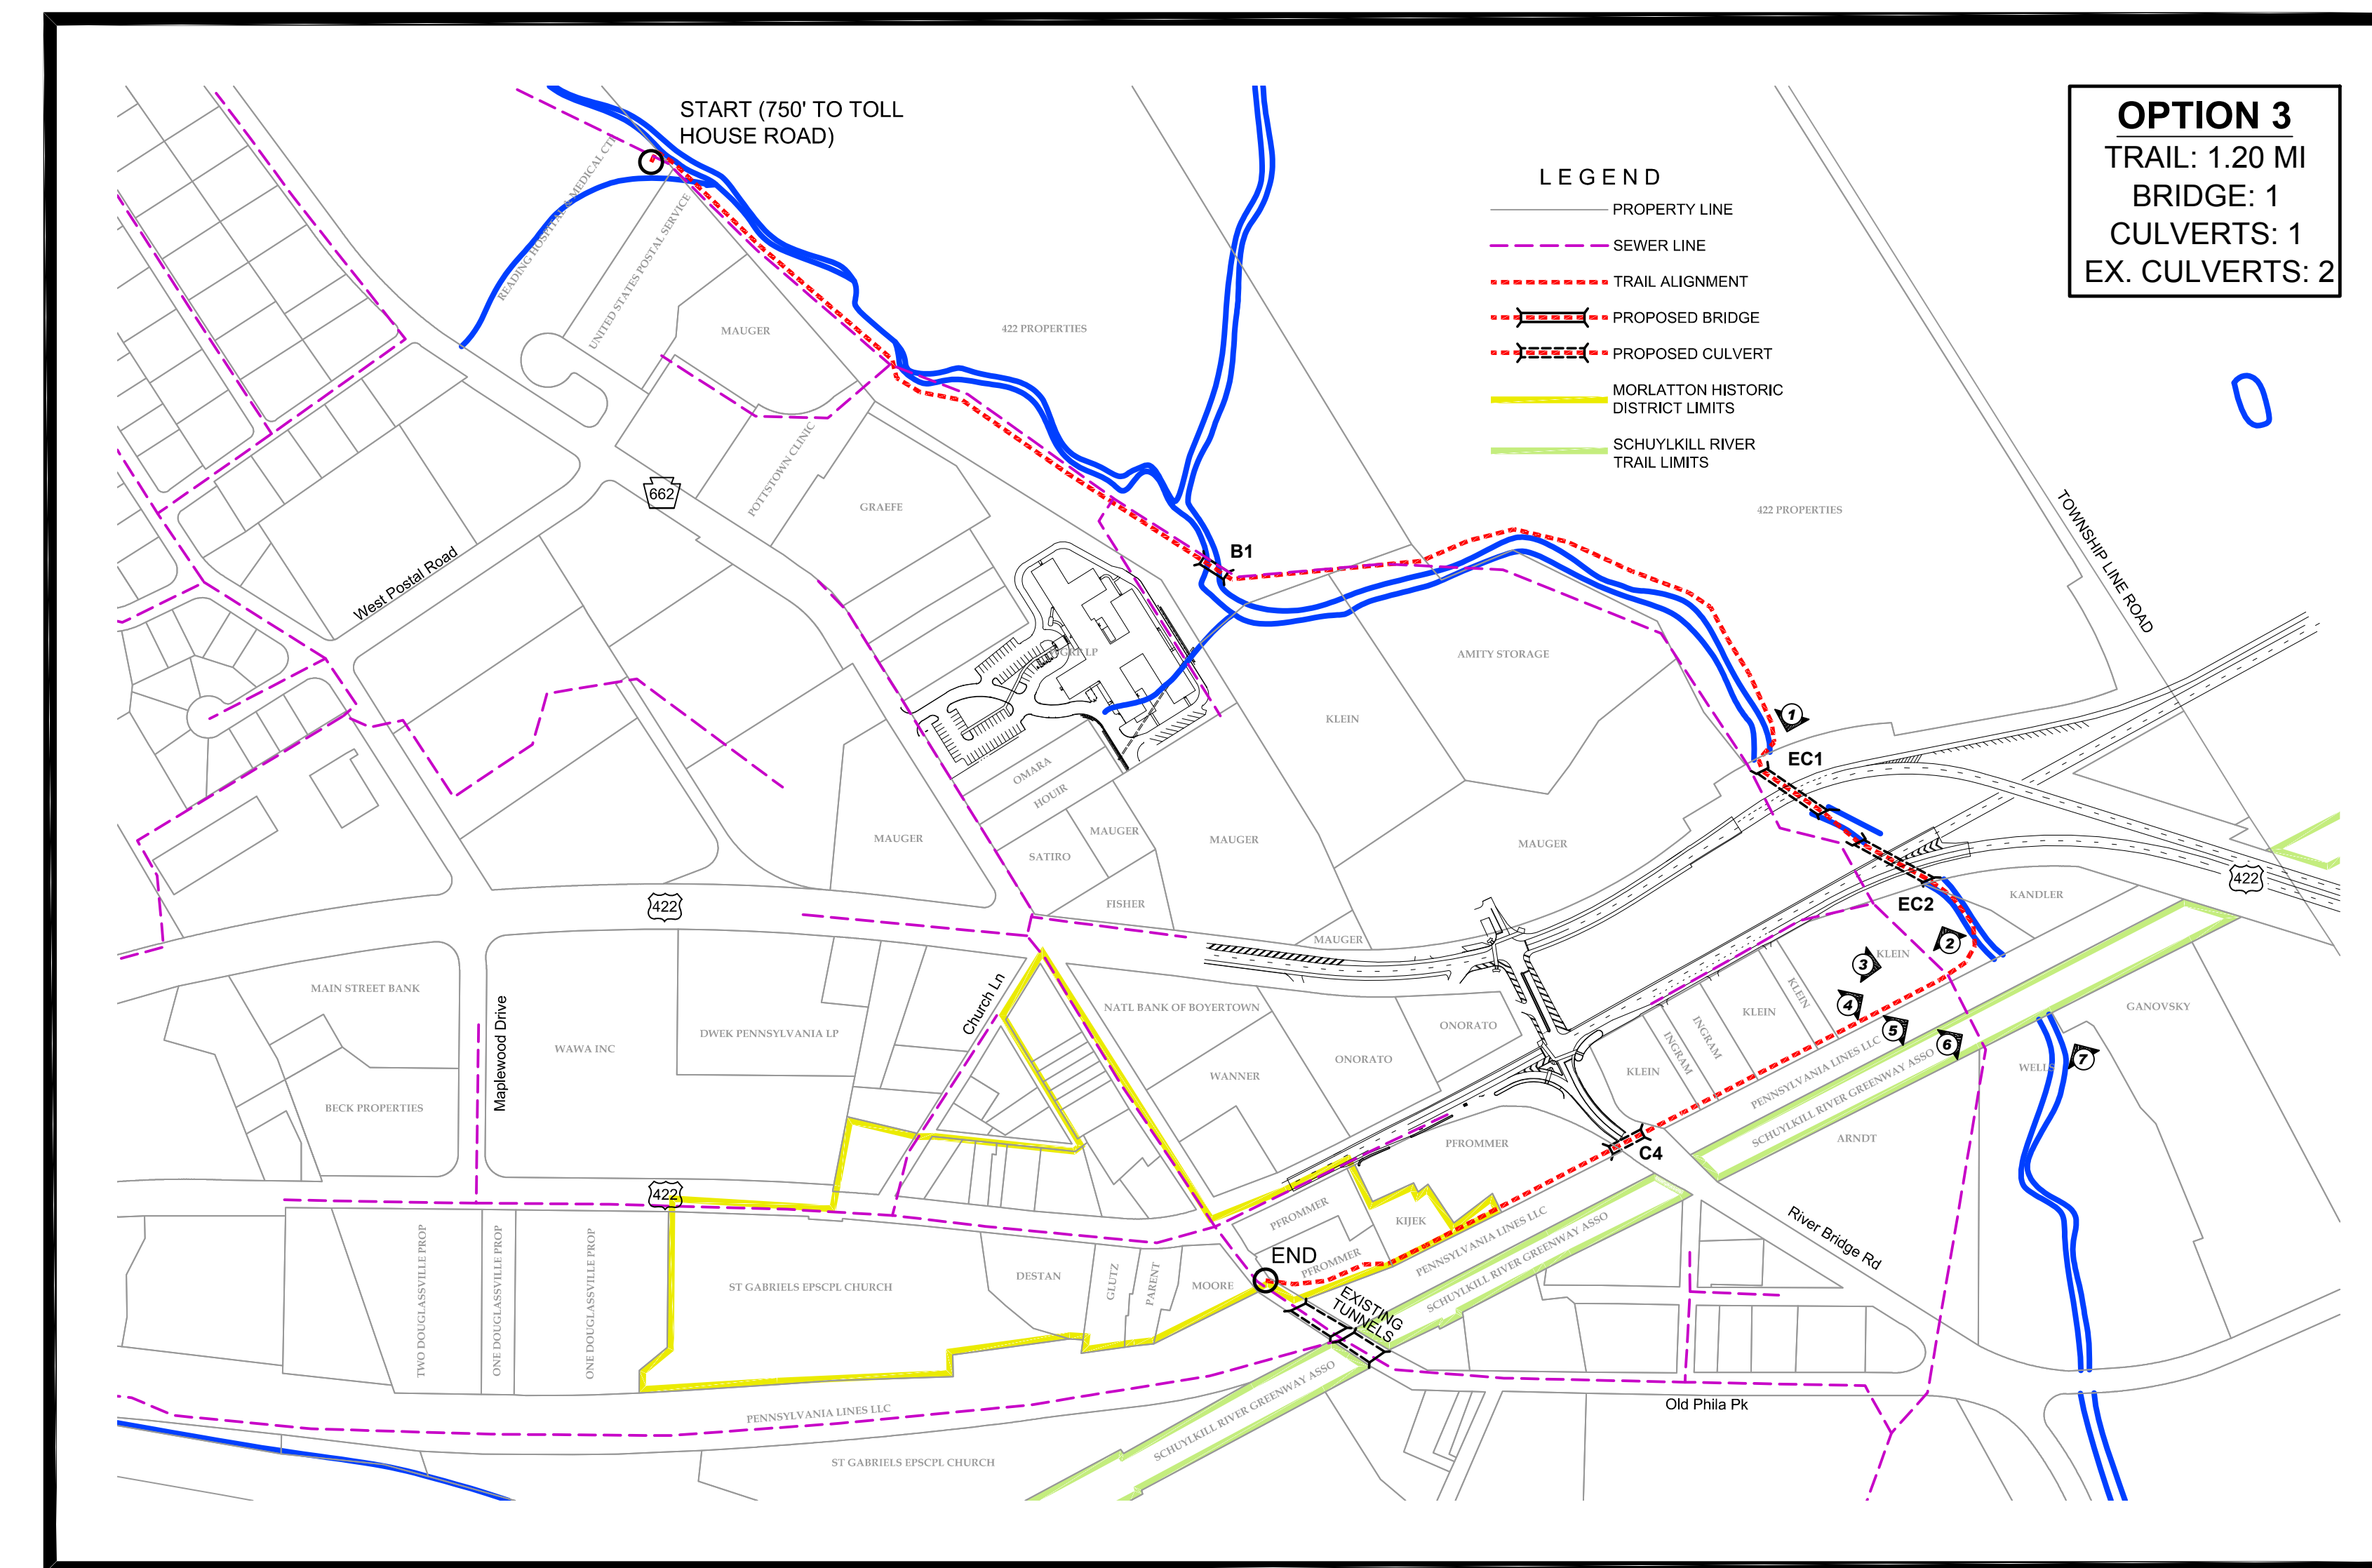 START (750' TO TOLL
HOUSE ROAD)
OPTION 3
TRAIL: 1.20 MI
BRIDGE: 1
CULVERTS: 1
EX. CULVERTS: 2
LEGEND
PROPERTY LINE
SEWER LINE
TRAIL ALIGNMENT
PROPOSED BRIDGE
PROPOSED CULVERT
MORLATTON HISTORIC
DISTRICT LIMITS
SCHUYLKILL RIVER
TRAIL LIMITS
READING HOSPITAL & MEDICAL CTR
UNITED STATES POSTAL SERVICE
MAUGER
422 PROPERTIES
POTTSTOWN CLINIC
662
GRAEFE
422 PROPERTIES
TOWNSHIP LINE ROAD
West Postal Road
B1
AMITY STORAGE
KLEIN
1
EC1
OMARA
HOUIR
MAUGER
MAUGER
SATIRO
MAUGER
MAUGER
FISHER
MAUGER
422
422
KANDLER
EC2
2
KLEIN
3
KLEIN
4
KLEIN
5
6
7
MAIN STREET BANK
Maplewood Drive
WAWA INC
DWEK PENNSYLVANIA LP
Church Ln
NATL BANK OF BOYERTOWN
ONORATO
ONORATO
WANNER
INGRAM
INGRAM
KLEIN
GANOVSKY
WELLS
BECK PROPERTIES
PENNSYLVANIA LINES LLC
SCHUYLKILL RIVER GREENWAY ASSO
ARNDT
PFROMMER
C4
422
PFROMMER
KIJEK
PFROMMER
END
PENNSYLVANIA LINES LLC
SCHUYLKILL RIVER GREENWAY ASSO
River Bridge Rd
TWO DOUGLASSVILLE PROP
ONE DOUGLASSVILLE PROP
ONE DOUGLASSVILLE PROP
ST GABRIELS EPSCPL CHURCH
DESTAN
GLUTZ
PARENT
MOORE
EXISTING
TUNNELS
Old Phila Pk
PENNSYLVANIA LINES LLC
SCHUYLKILL RIVER GREENWAY ASSO
ST GABRIELS EPSCPL CHURCH